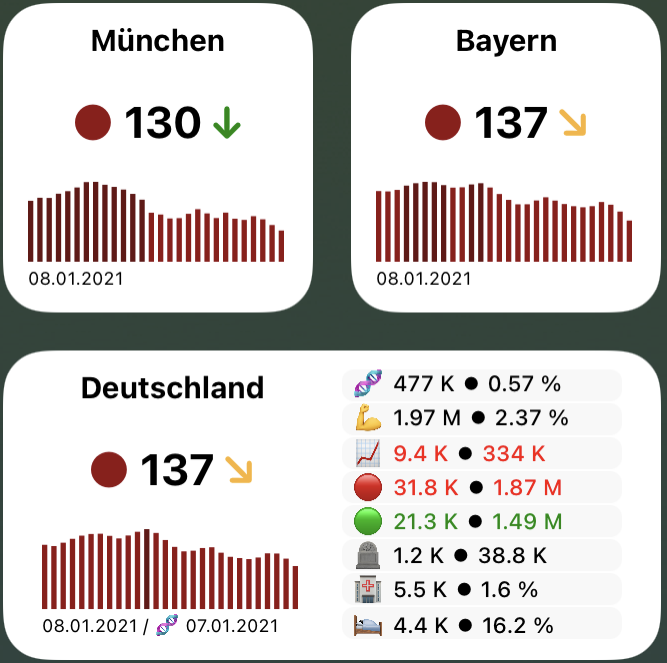 München
130
08.01.2021
Bayern
137
08.01.2021
Deutschland
137
08.01.2021 / 🧬 07.01.2021
🧬 477 K ● 0.57 %
💪 1.97 M ● 2.37 %
📈 9.4 K ● 334 K
🔴 31.8 K ● 1.87 M
🟢 21.3 K ● 1.49 M
🪦 1.2 K ● 38.8 K
🏥 5.5 K ● 1.6 %
🛌 4.4 K ● 16.2 %